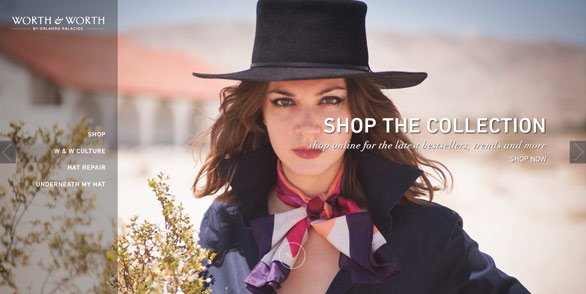 WORTH & WORTH
BY ORLANDO PALACIOS
SHOP
W & W CULTURE
HAT REPAIR
UNDERNEATH MY HAT
SHOP THE COLLECTION
shop online for the latest bestsellers, trends and more
SHOP NOW